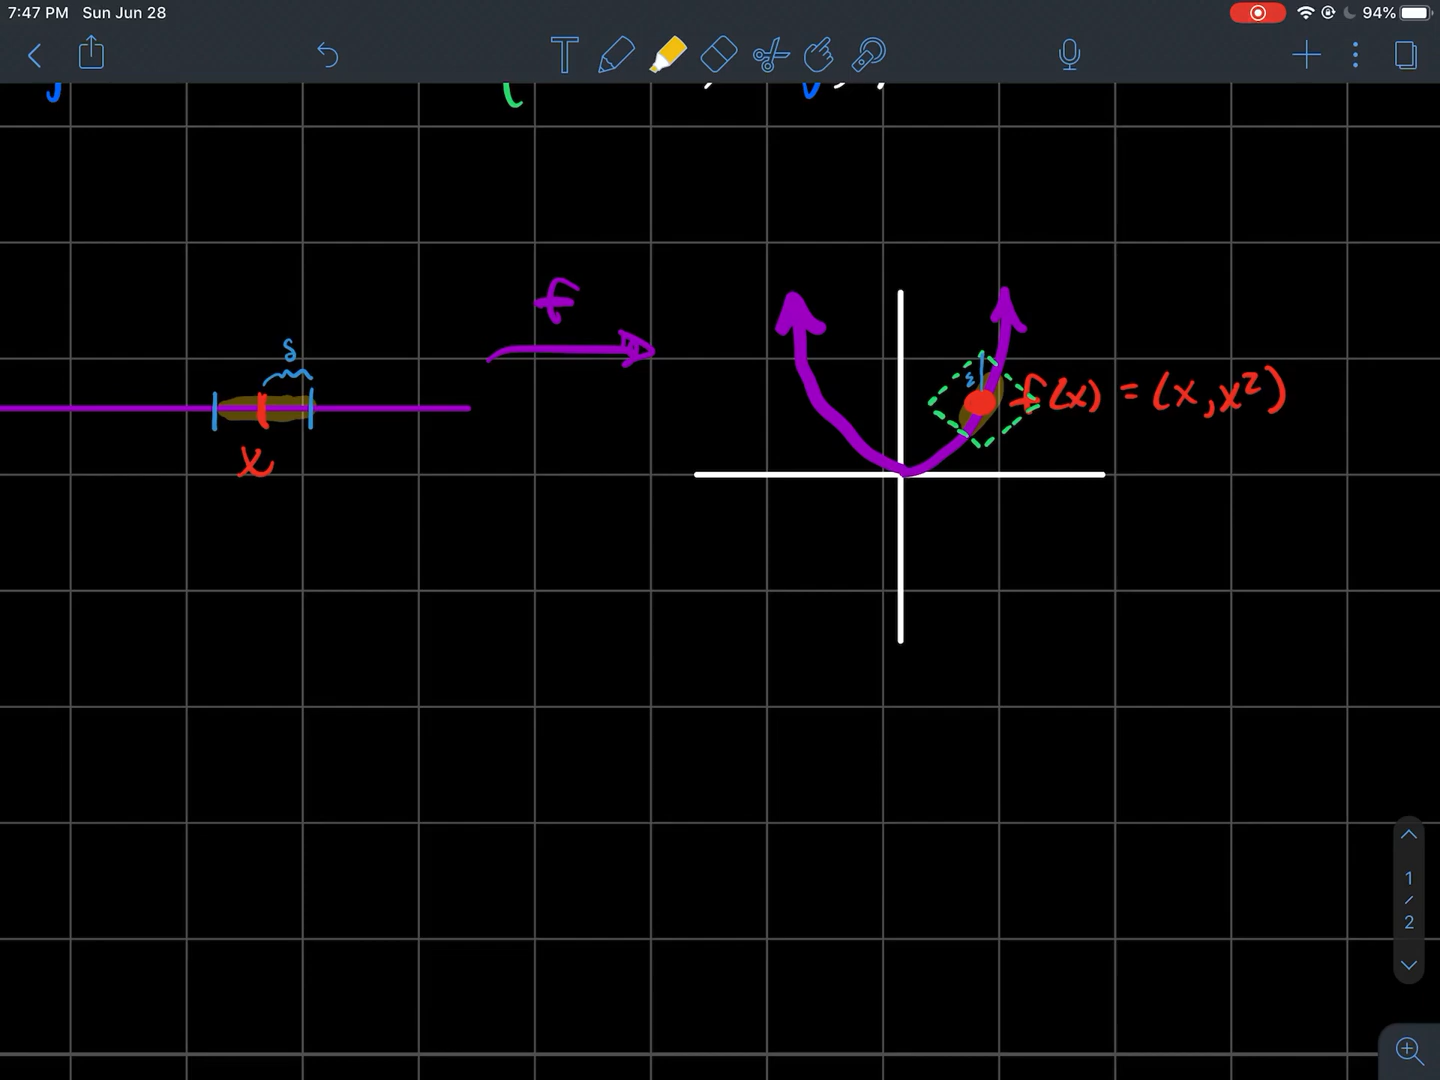 7:47 PM Sun Jun 28
94%
T
f
δ
ε
f(x) = (x, x²)
x
1
/
2